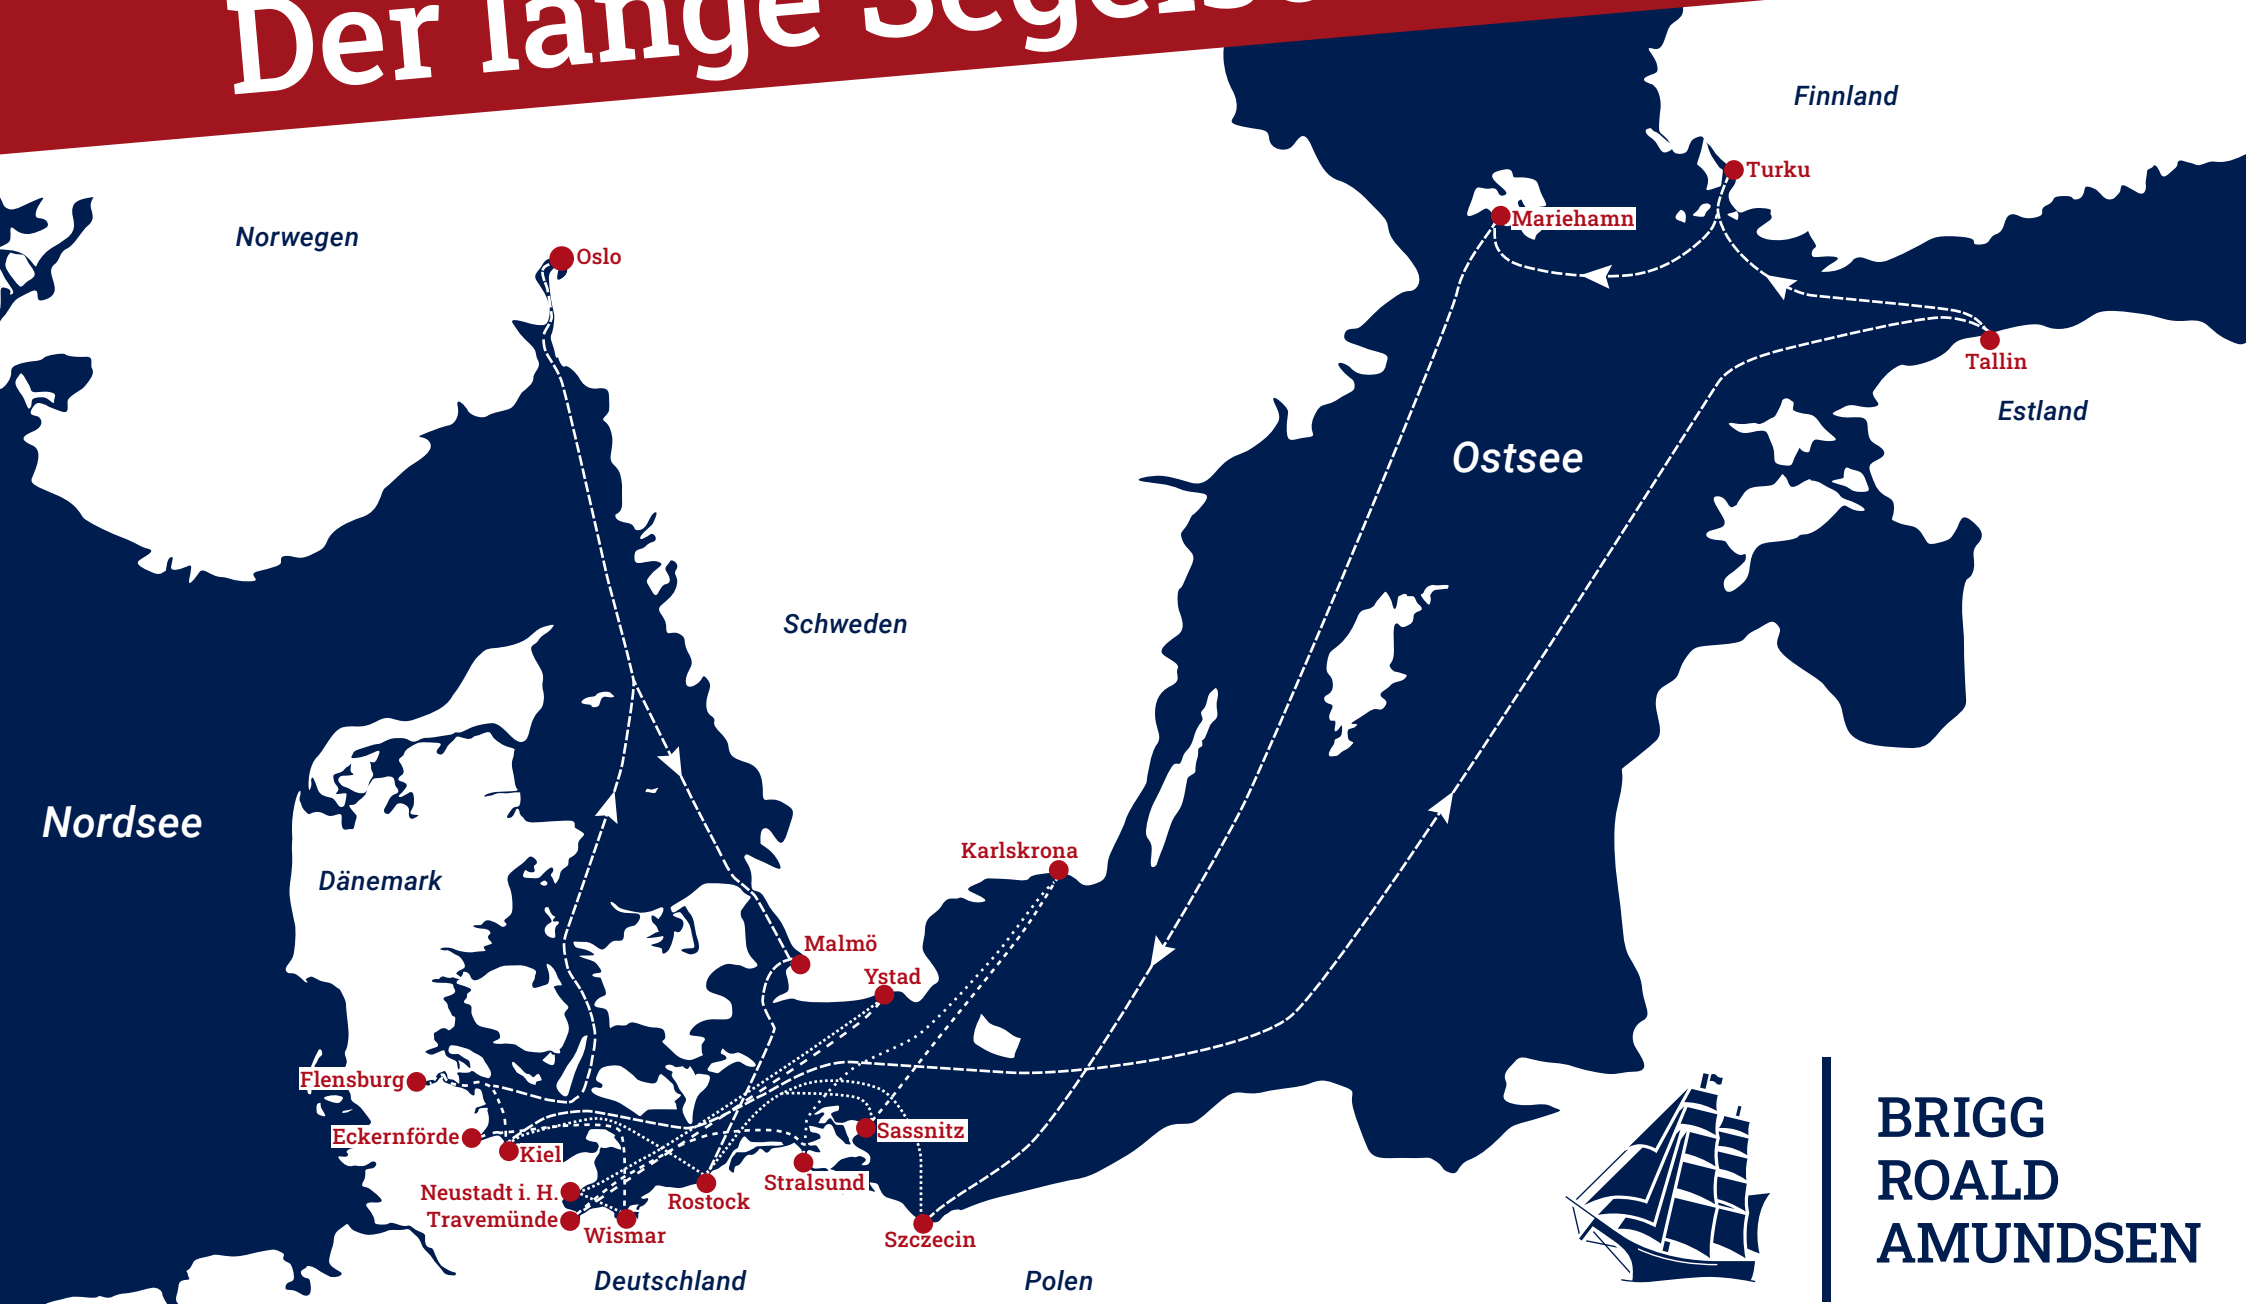 Der lange
Finnland
Turku
Mariehamn
Norwegen
Oslo
Tallin
Estland
Ostsee
Schweden
Nordsee
Dänemark
Karlskrona
Malmö
Ystad
Flensburg
Eckernförde
Kiel
Sassnitz
Stralsund
Neustadt i. H.
Travemünde
Rostock
Wismar
Szczecin
Deutschland
Polen
BRIGG
ROALD
AMUNDSEN